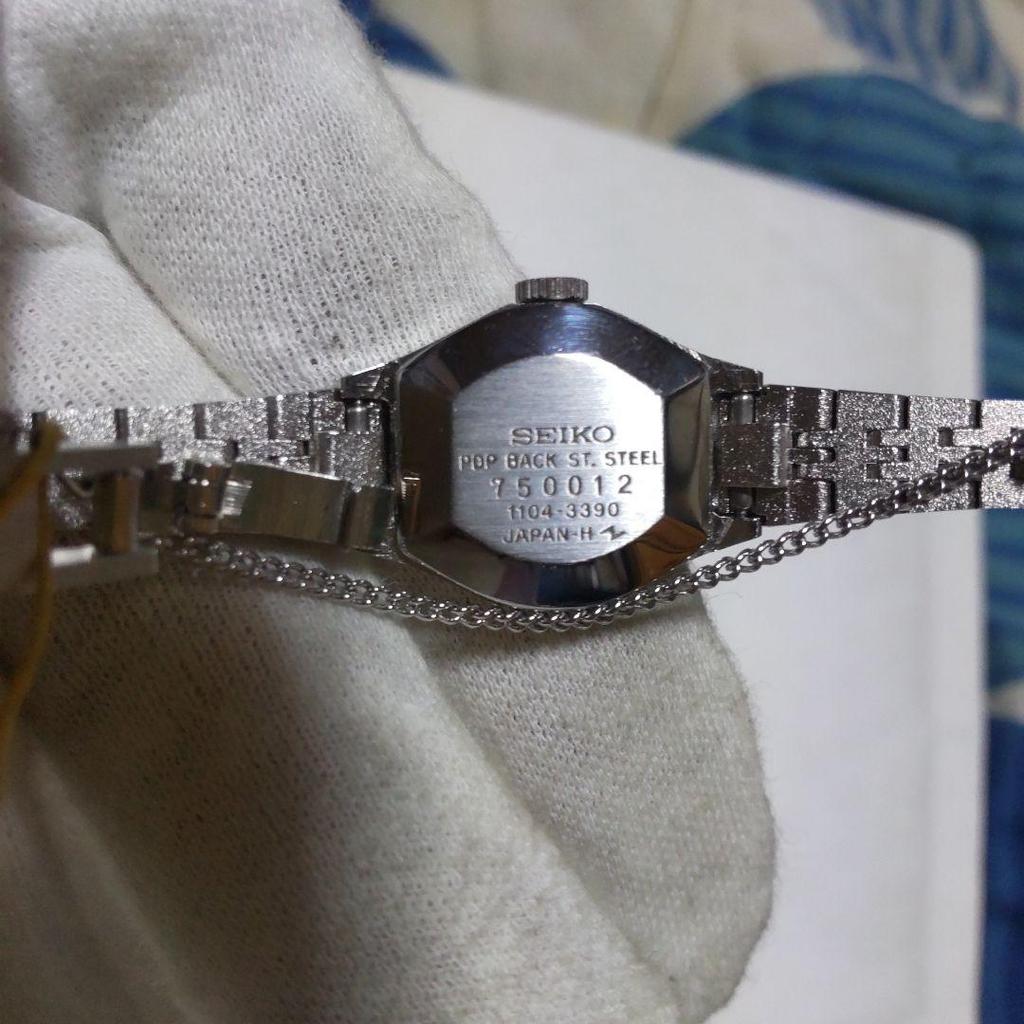 SEIKO
POP BACK ST. STEEL
750012
1104-3390
JAPAN-H